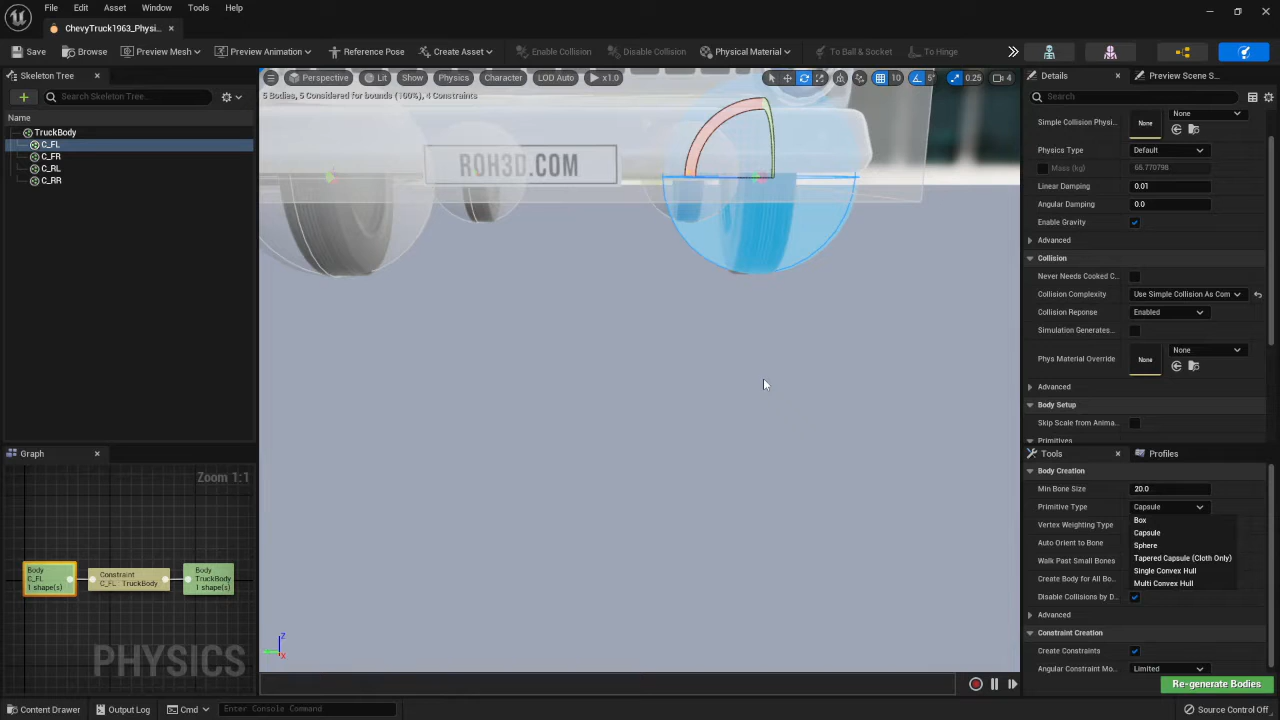 File Edit Asset Window Tools Help
ChevyTruck1963_Physi...
Save Browse Preview Mesh Preview Animation Reference Pose Create Asset Enable Collision Disable Collision Physical Material To Ball & Socket To Hinge
Skeleton Tree
Search Skeleton Tree...
Name
TruckBody
C_FL
C_FR
C_RL
C_RR
Graph
Zoom 1:1
Body
C_FL
1 shape(s)
Constraint
C_FL : TruckBody
Body
TruckBody
1 shape(s)
PHYSICS
Perspective Lit Show Physics Character LOD Auto x1.0 10 5° 0.25 4
5 Bodies, 5 Considered for bounds (100%), 4 Constraints
ROH3D.COM
Z
X
Details Preview Scene S...
Search
Simple Collision Physi... None None
Physics Type Default
Mass (kg) 65.770798
Linear Damping 0.01
Angular Damping 0.0
Enable Gravity
Advanced
Collision
Never Needs Cooked C...
Collision Complexity Use Simple Collision As Com
Collision Reponse Enabled
Simulation Generates...
Phys Material Override None None
Advanced
Body Setup
Skip Scale from Anima...
Primitives
Tools Profiles
Body Creation
Min Bone Size 20.0
Primitive Type Capsule
Box
Vertex Weighting Type
Capsule
Auto Orient to Bone
Sphere
Walk Past Small Bones
Tapered Capsule (Cloth Only)
Single Convex Hull
Create Body for All Bo...
Multi Convex Hull
Disable Collisions by D...
Advanced
Constraint Creation
Create Constraints
Angular Constraint Mo... Limited
Re-generate Bodies
Content Drawer Output Log Cmd Enter Console Command Source Control Off